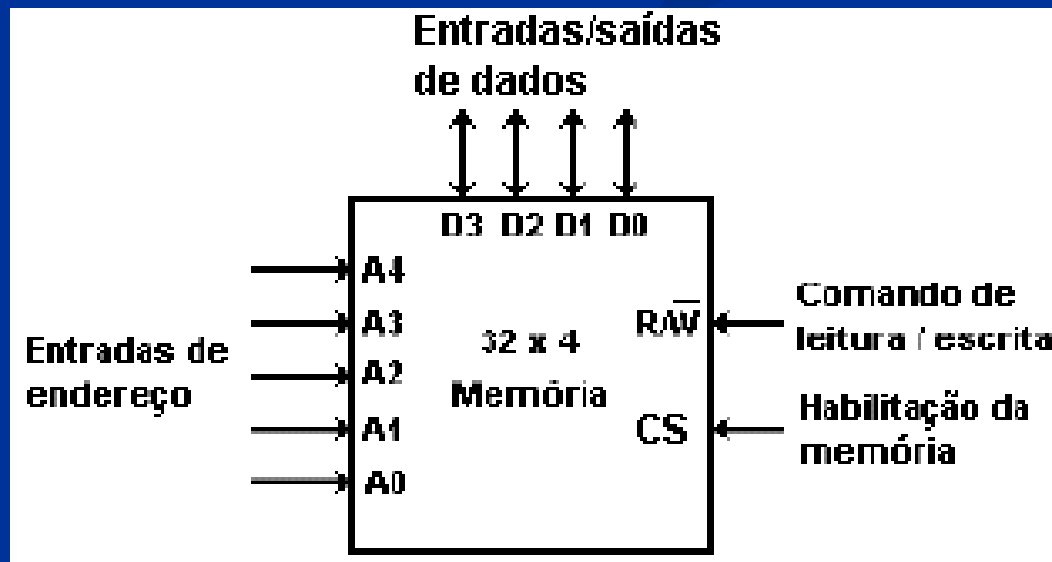 Entradas/saídas
de dados
D3 D2 D1 D0
A4
A3
A2
A1
A0
Entradas de
endereço
32 x 4
Memória
R/W̅
CS
Comando de
leitura / escrita
Habilitação da
memória